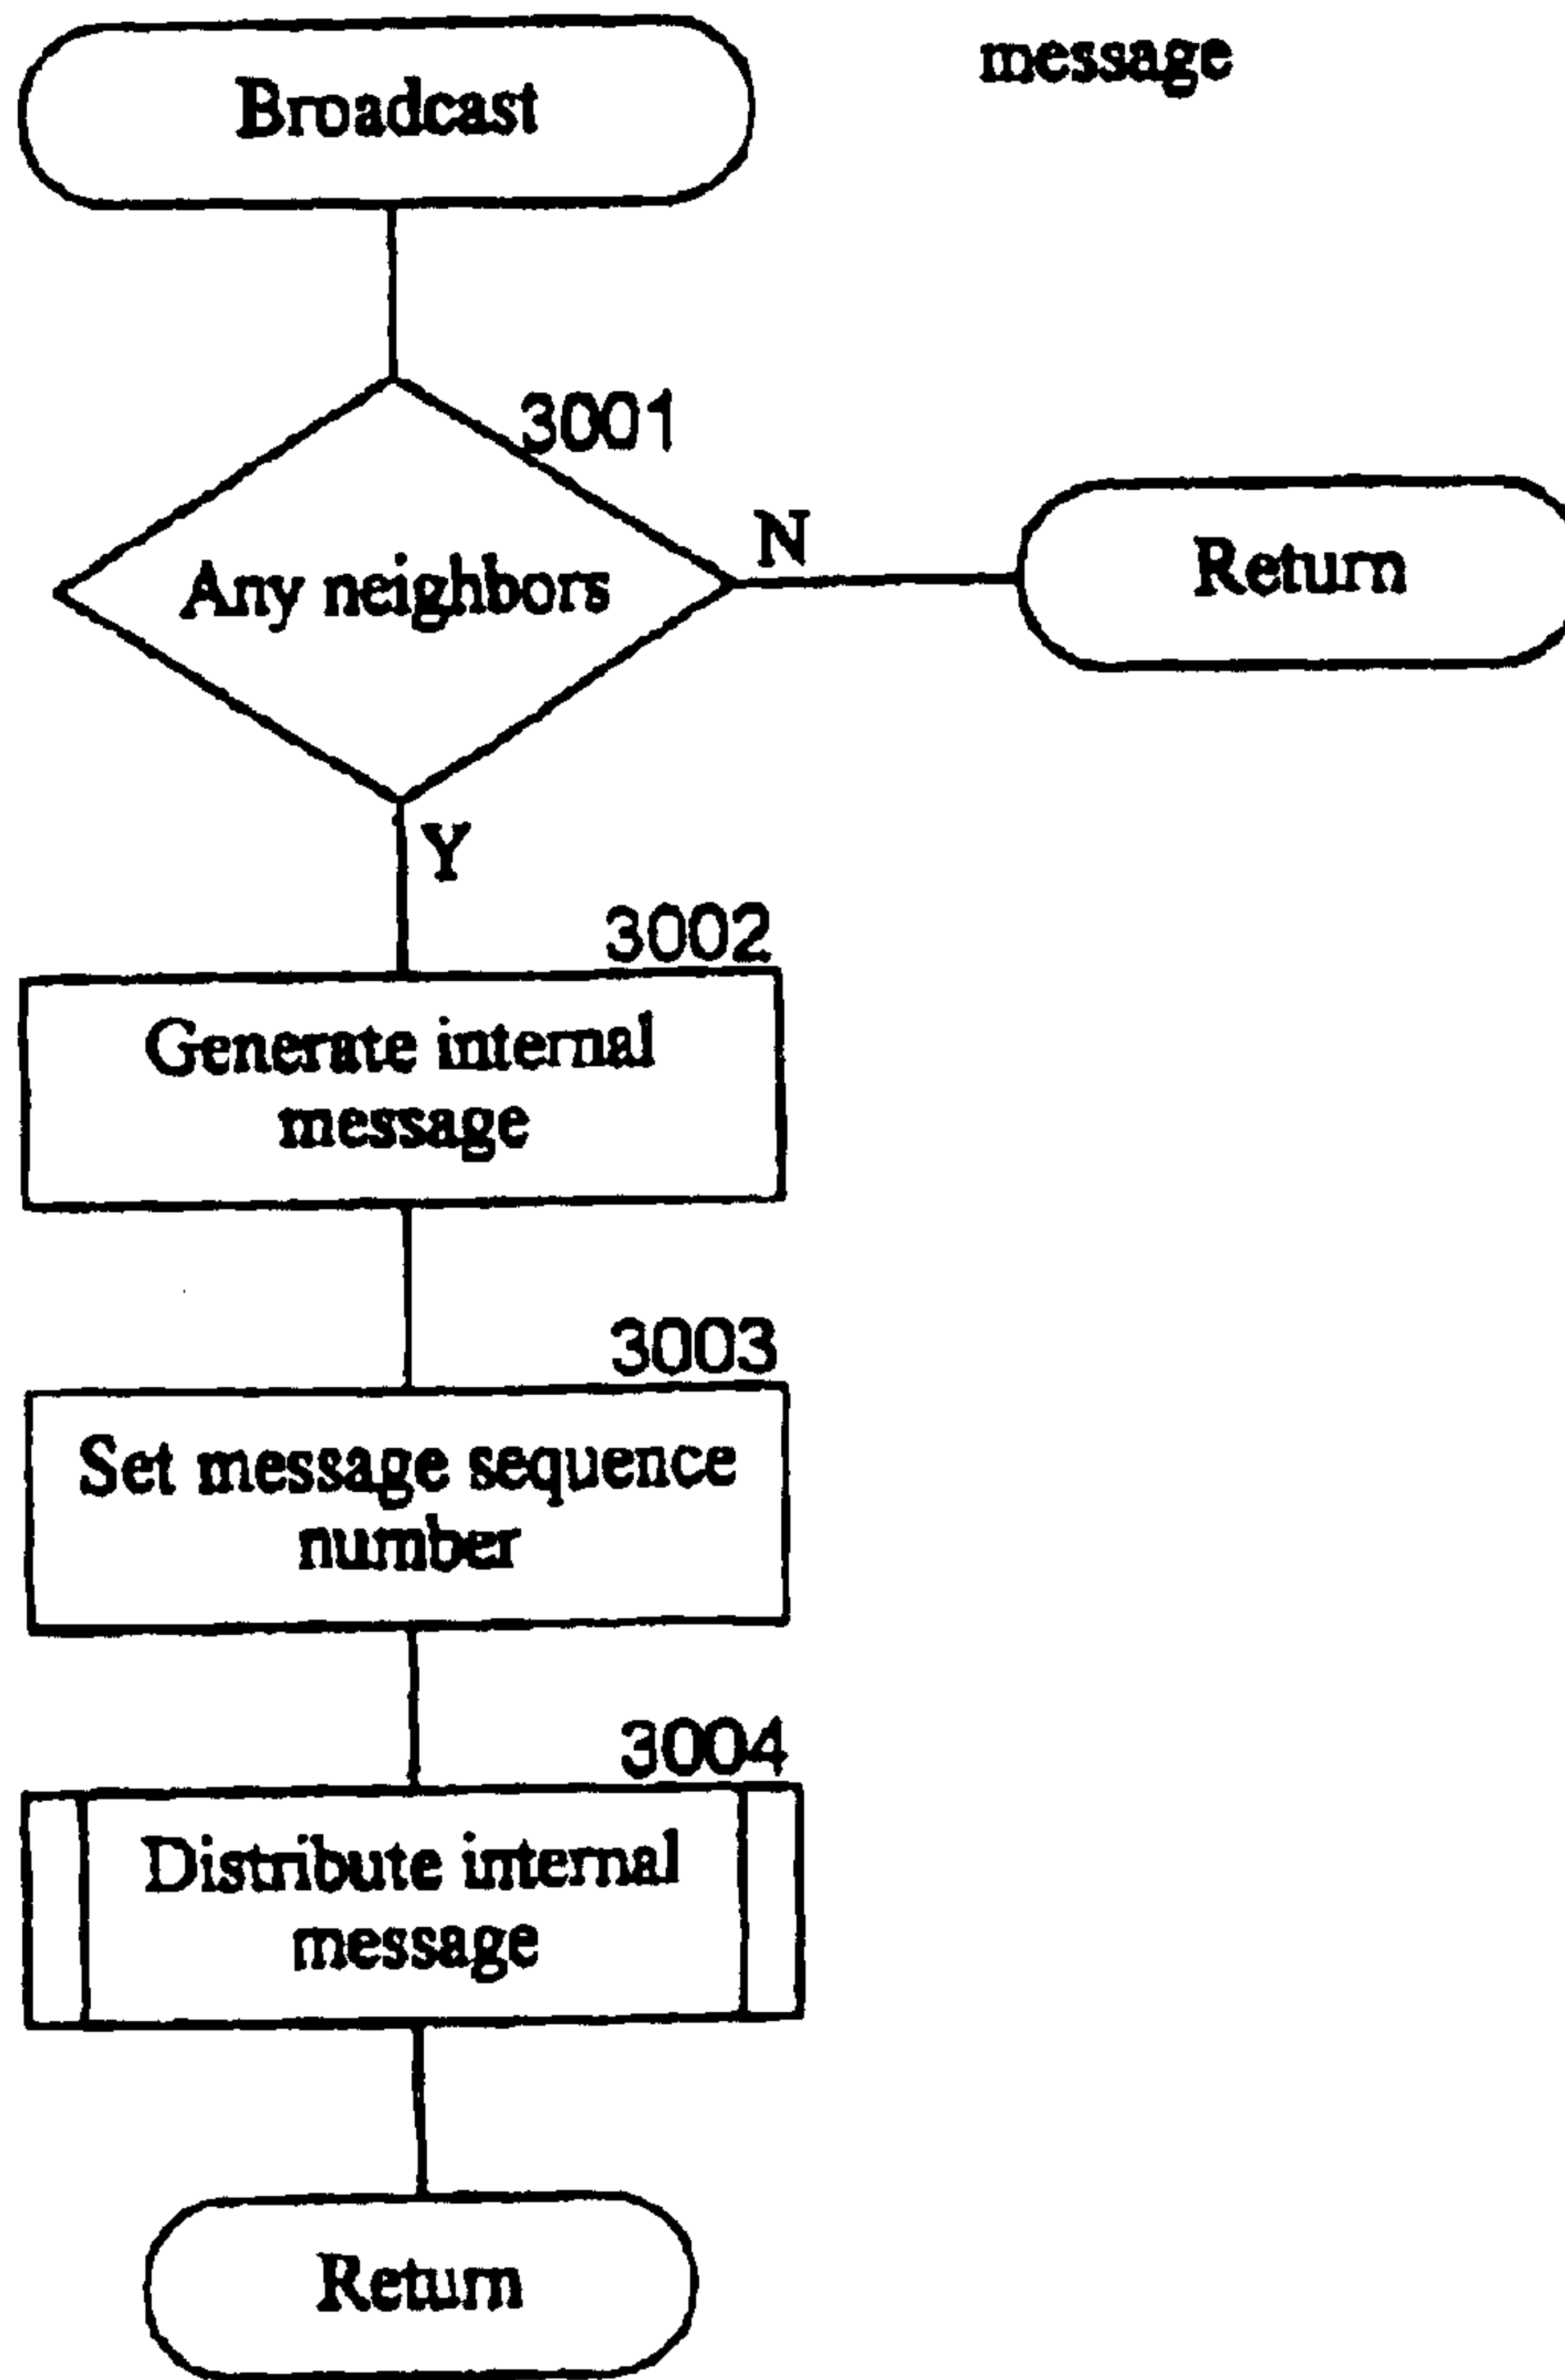 Broadcast
message
3001
Any neighbors
N
Return
Y
3002
Generate internal
message
3003
Set message sequence
number
3004
Distribute internal
message
Return